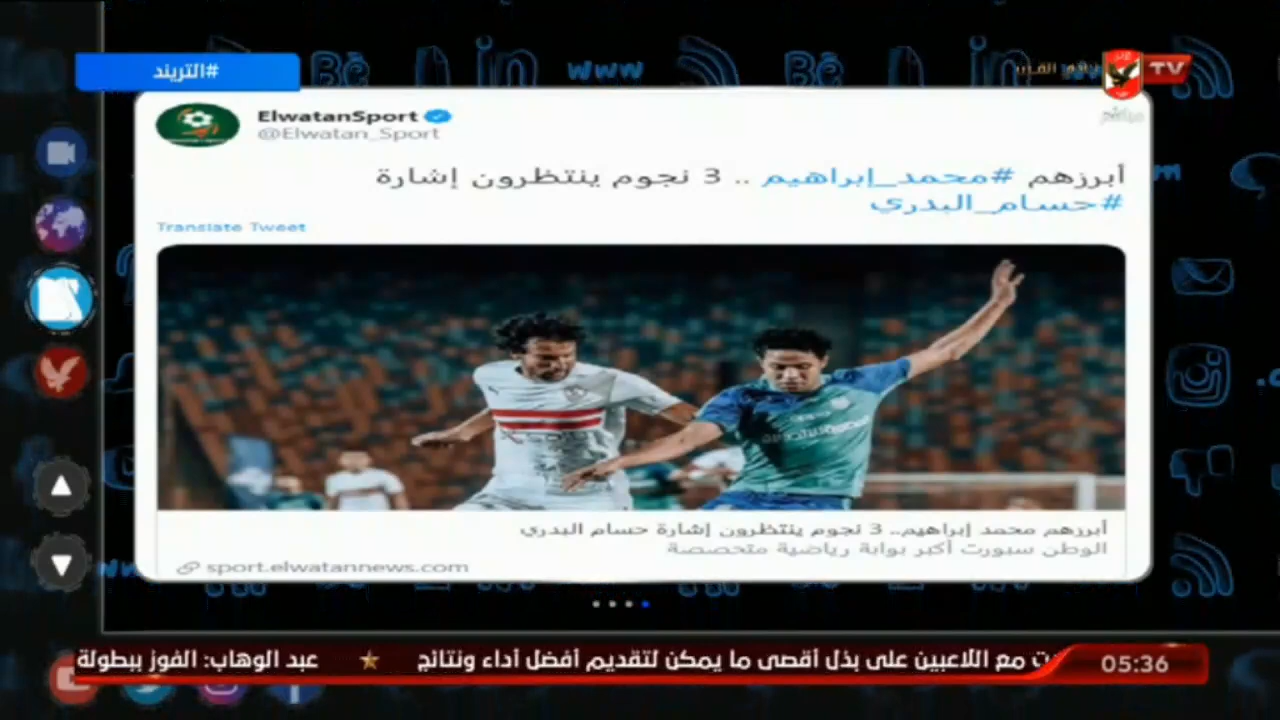 #التريند
TV
ElwatanSport
@Elwatan_Sport
مباشر
أبرزهم #محمد_إبراهيم .. 3 نجوم ينتظرون إشارة
#حسام_البدري
Translate Tweet
أبرزهم محمد إبراهيم.. 3 نجوم ينتظرون إشارة حسام البدري
الوطن سبورت أكبر بوابة رياضية متخصصة
sport.elwatannews.com
مع اللاعبين على بذل أقصى ما يمكن لتقديم أفضل أداء ونتائج
عبد الوهاب: الفوز ببطولة
05:36